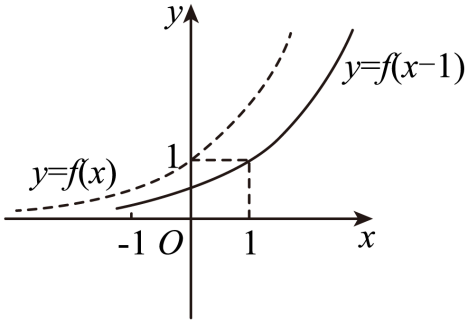 y
y=f(x−1)
1
y=f(x)
-1 O 1 x